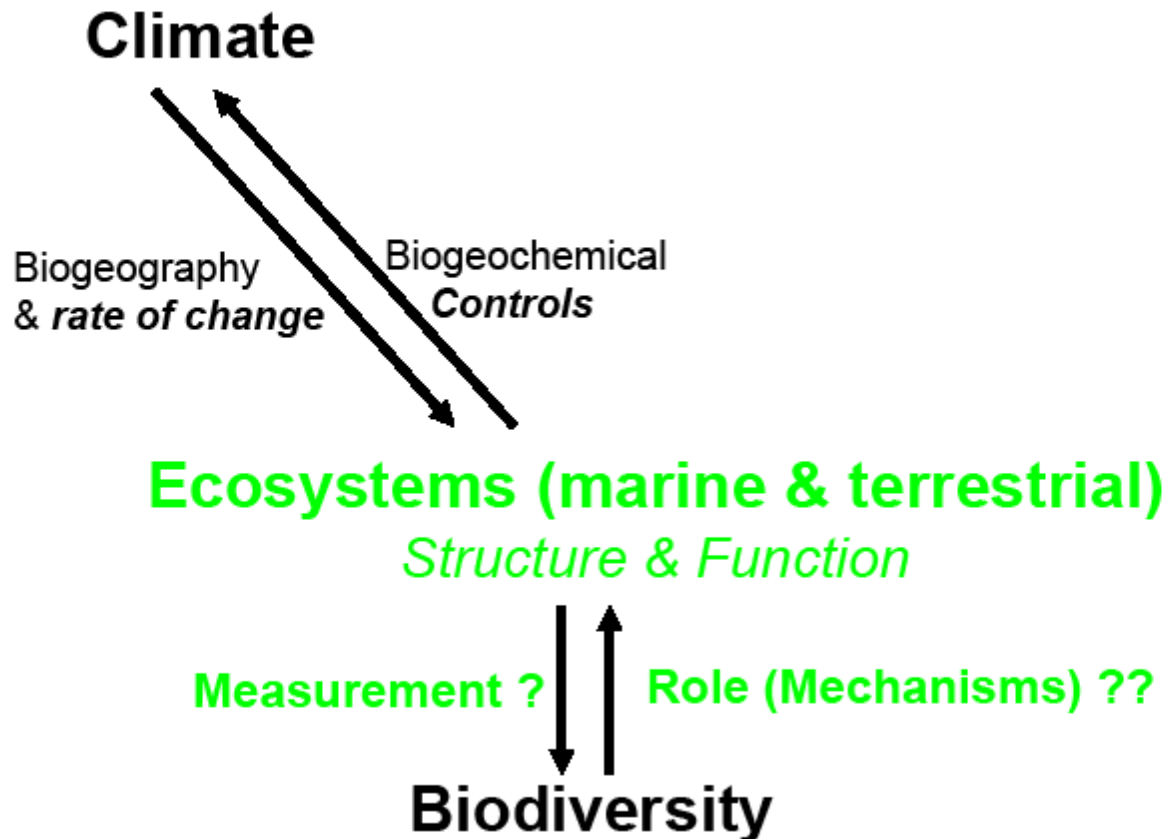 Climate
Biogeography
& rate of change
Biogeochemical
Controls
Ecosystems (marine & terrestrial)
Structure & Function
Measurement ?
Role (Mechanisms) ??
Biodiversity